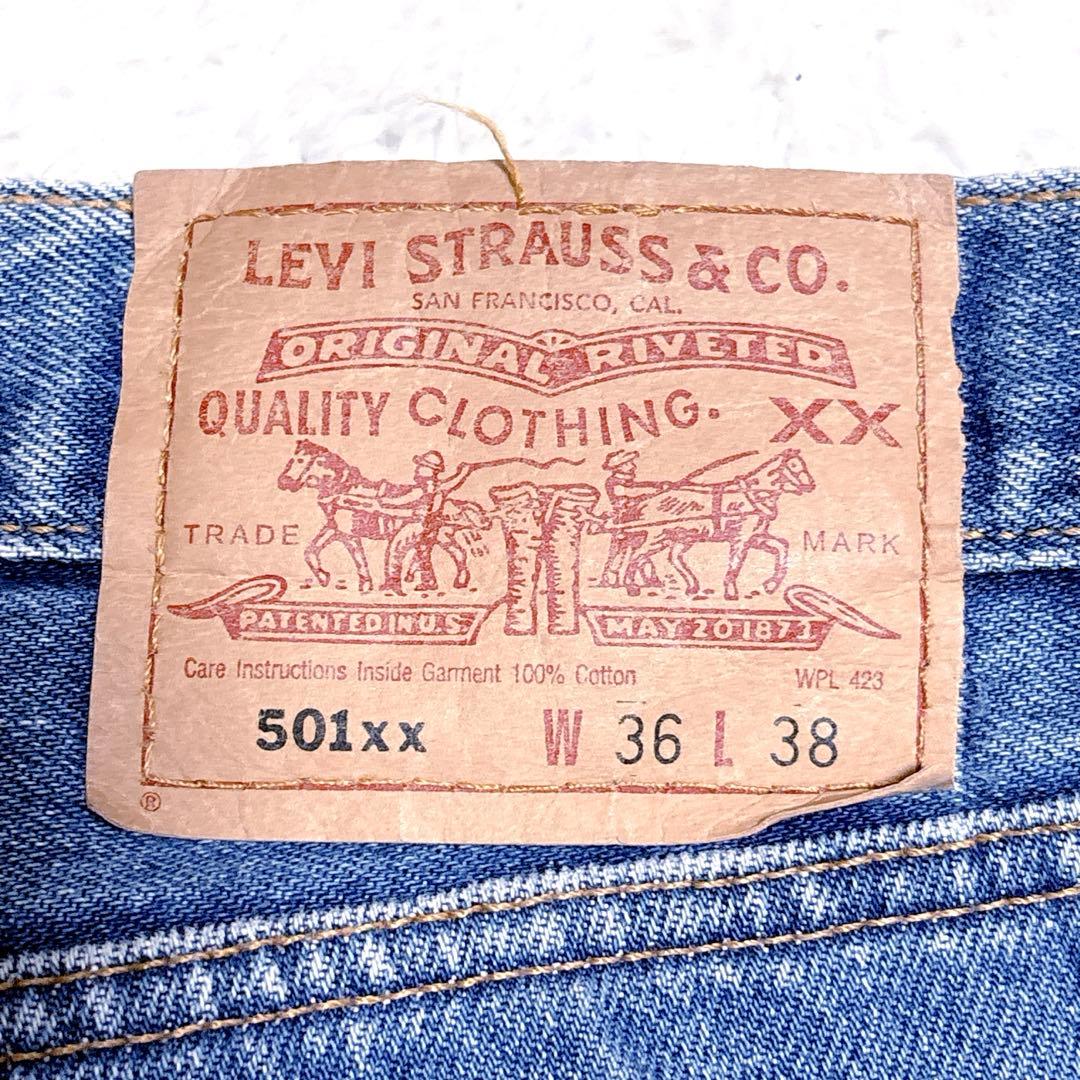 LEVI STRAUSS & CO.
SAN FRANCISCO, CAL.
ORIGINAL RIVETED
QUALITY CLOTHING. XX
TRADE MARK
PATENTED IN U.S. MAY 20 1873
Care Instructions Inside Garment 100% Cotton WPL 423
501xx W 36 L 38
®